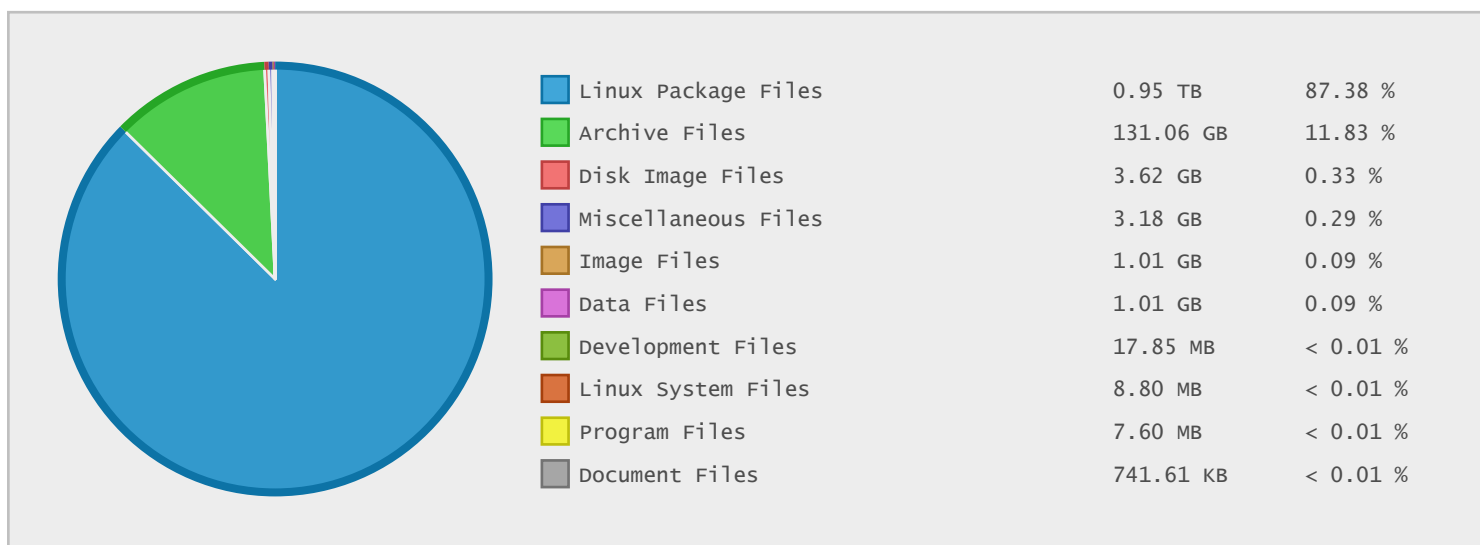 Linux Package Files 0.95 TB 87.38 %
Archive Files 131.06 GB 11.83 %
Disk Image Files 3.62 GB 0.33 %
Miscellaneous Files 3.18 GB 0.29 %
Image Files 1.01 GB 0.09 %
Data Files 1.01 GB 0.09 %
Development Files 17.85 MB < 0.01 %
Linux System Files 8.80 MB < 0.01 %
Program Files 7.60 MB < 0.01 %
Document Files 741.61 KB < 0.01 %